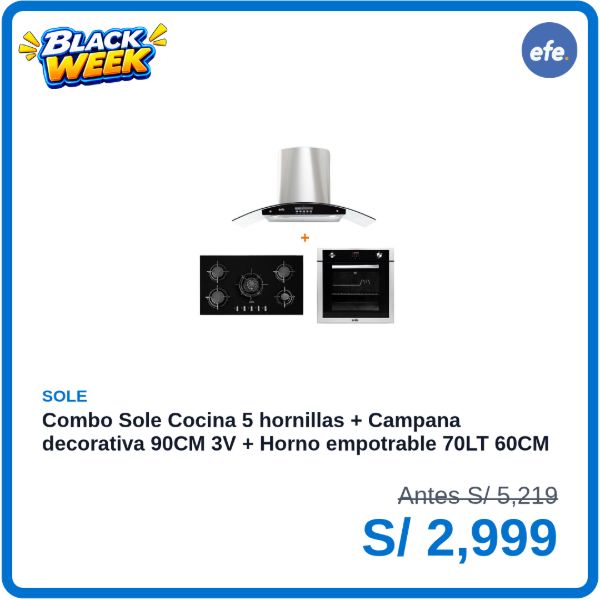 BLACK
WEEK
efe.
SOLE
Combo Sole Cocina 5 hornillas + Campana
decorativa 90CM 3V + Horno empotrable 70LT 60CM
Antes S/ 5,219
S/ 2,999